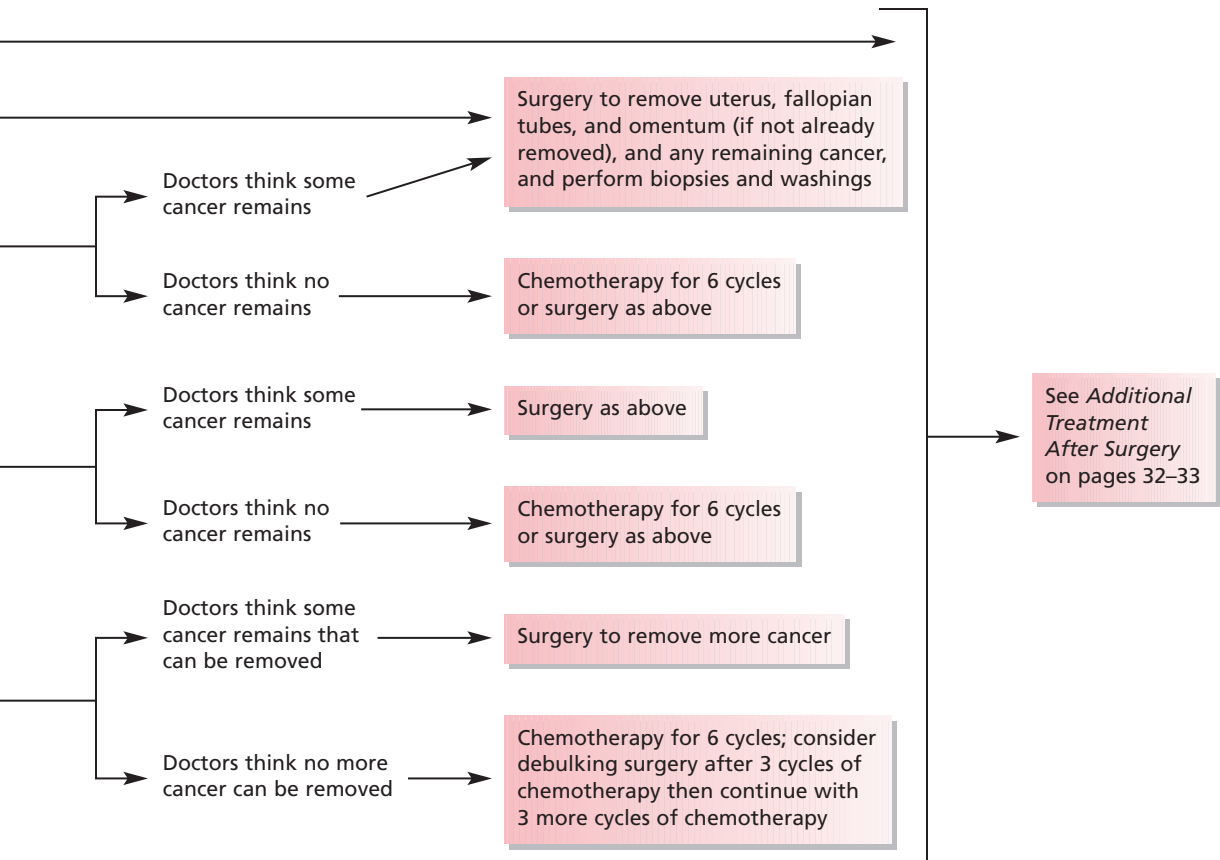 Surgery to remove uterus, fallopian
tubes, and omentum (if not already
removed), and any remaining cancer,
and perform biopsies and washings
Doctors think some
cancer remains
Doctors think no
cancer remains
Chemotherapy for 6 cycles
or surgery as above
Doctors think some
cancer remains
Surgery as above
Doctors think no
cancer remains
Chemotherapy for 6 cycles
or surgery as above
Doctors think some
cancer remains that
can be removed
Surgery to remove more cancer
Doctors think no more
cancer can be removed
Chemotherapy for 6 cycles; consider
debulking surgery after 3 cycles of
chemotherapy then continue with
3 more cycles of chemotherapy
See Additional
Treatment
After Surgery
on pages 32–33